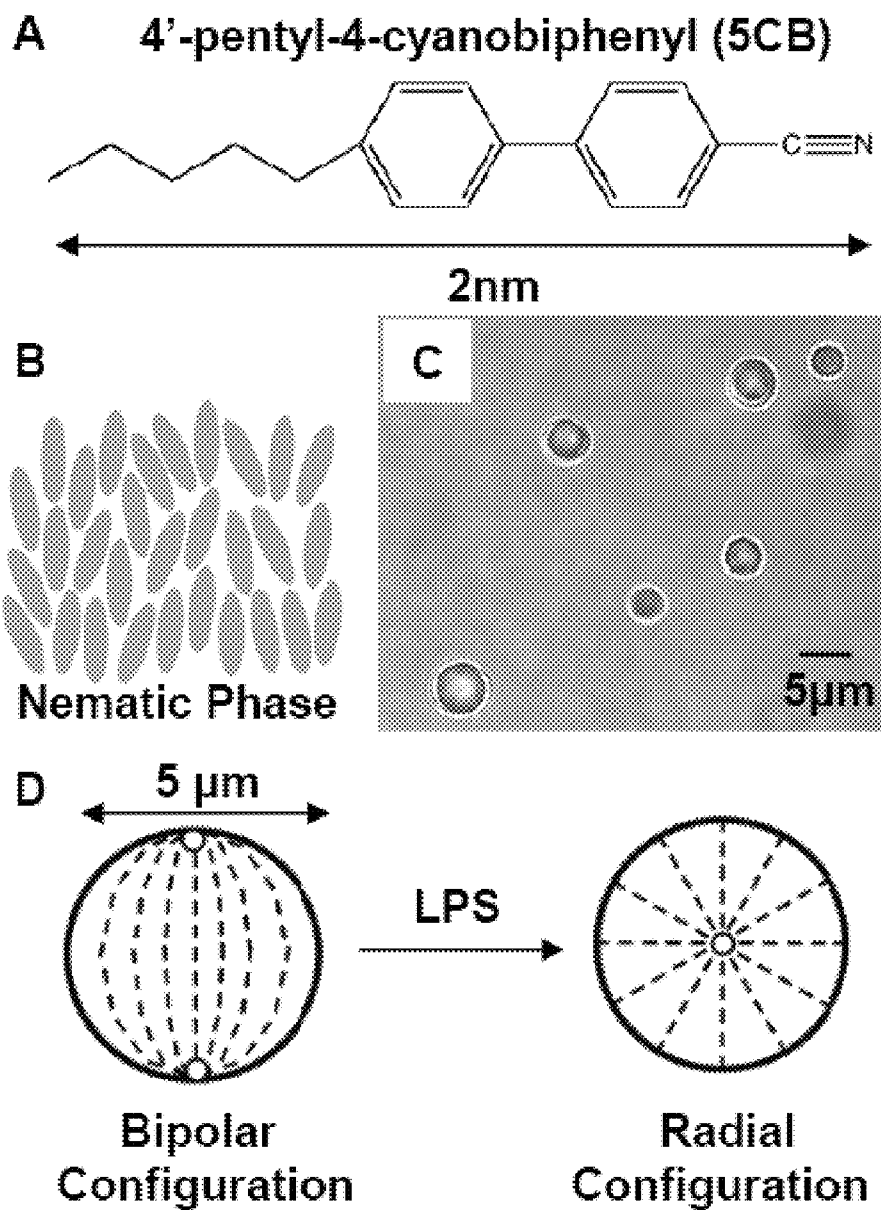 A 4’-pentyl-4-cyanobiphenyl (5CB)
C N
2nm
B
Nematic Phase
C
5µm
D
5 µm
LPS
Bipolar
Configuration
Radial
Configuration